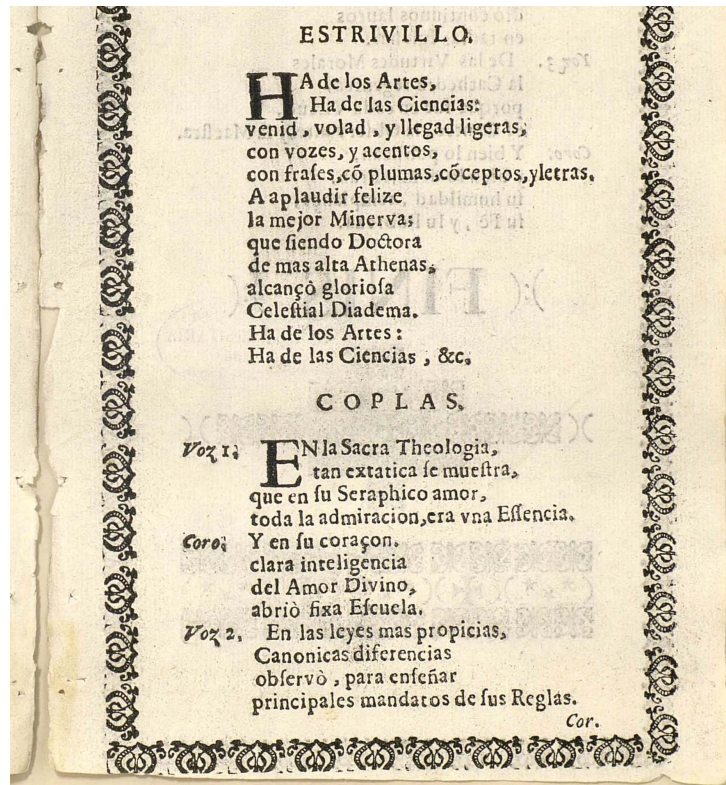 ESTRIVILLO.
HA de los Artes,
Ha de las Ciencias:
venid, volad, y llegad ligeras,
con vozes, y acentos,
con frases,cõ plumas,cõceptos,yletras.
A aplaudir felize
la mejor Minerva;
que siendo Doctora
de mas alta Athenas,
alcançò gloriosa
Celestial Diadema.
Ha de los Artes:
Ha de las Ciencias, &c.
COPLAS.
Voz 1. EN la Sacra Theologia,
tan extatica se muestra,
que en su Seraphico amor,
toda la admiracion,era vna Essencia.
Coro. Y en su coraçon.
clara inteligencia
del Amor Divino,
abriò fixa Escuela.
Voz 2. En las leyes mas propicias,
Canonicas diferencias
observò, para enseñar
principales mandatos de sus Reglas.
Cor.